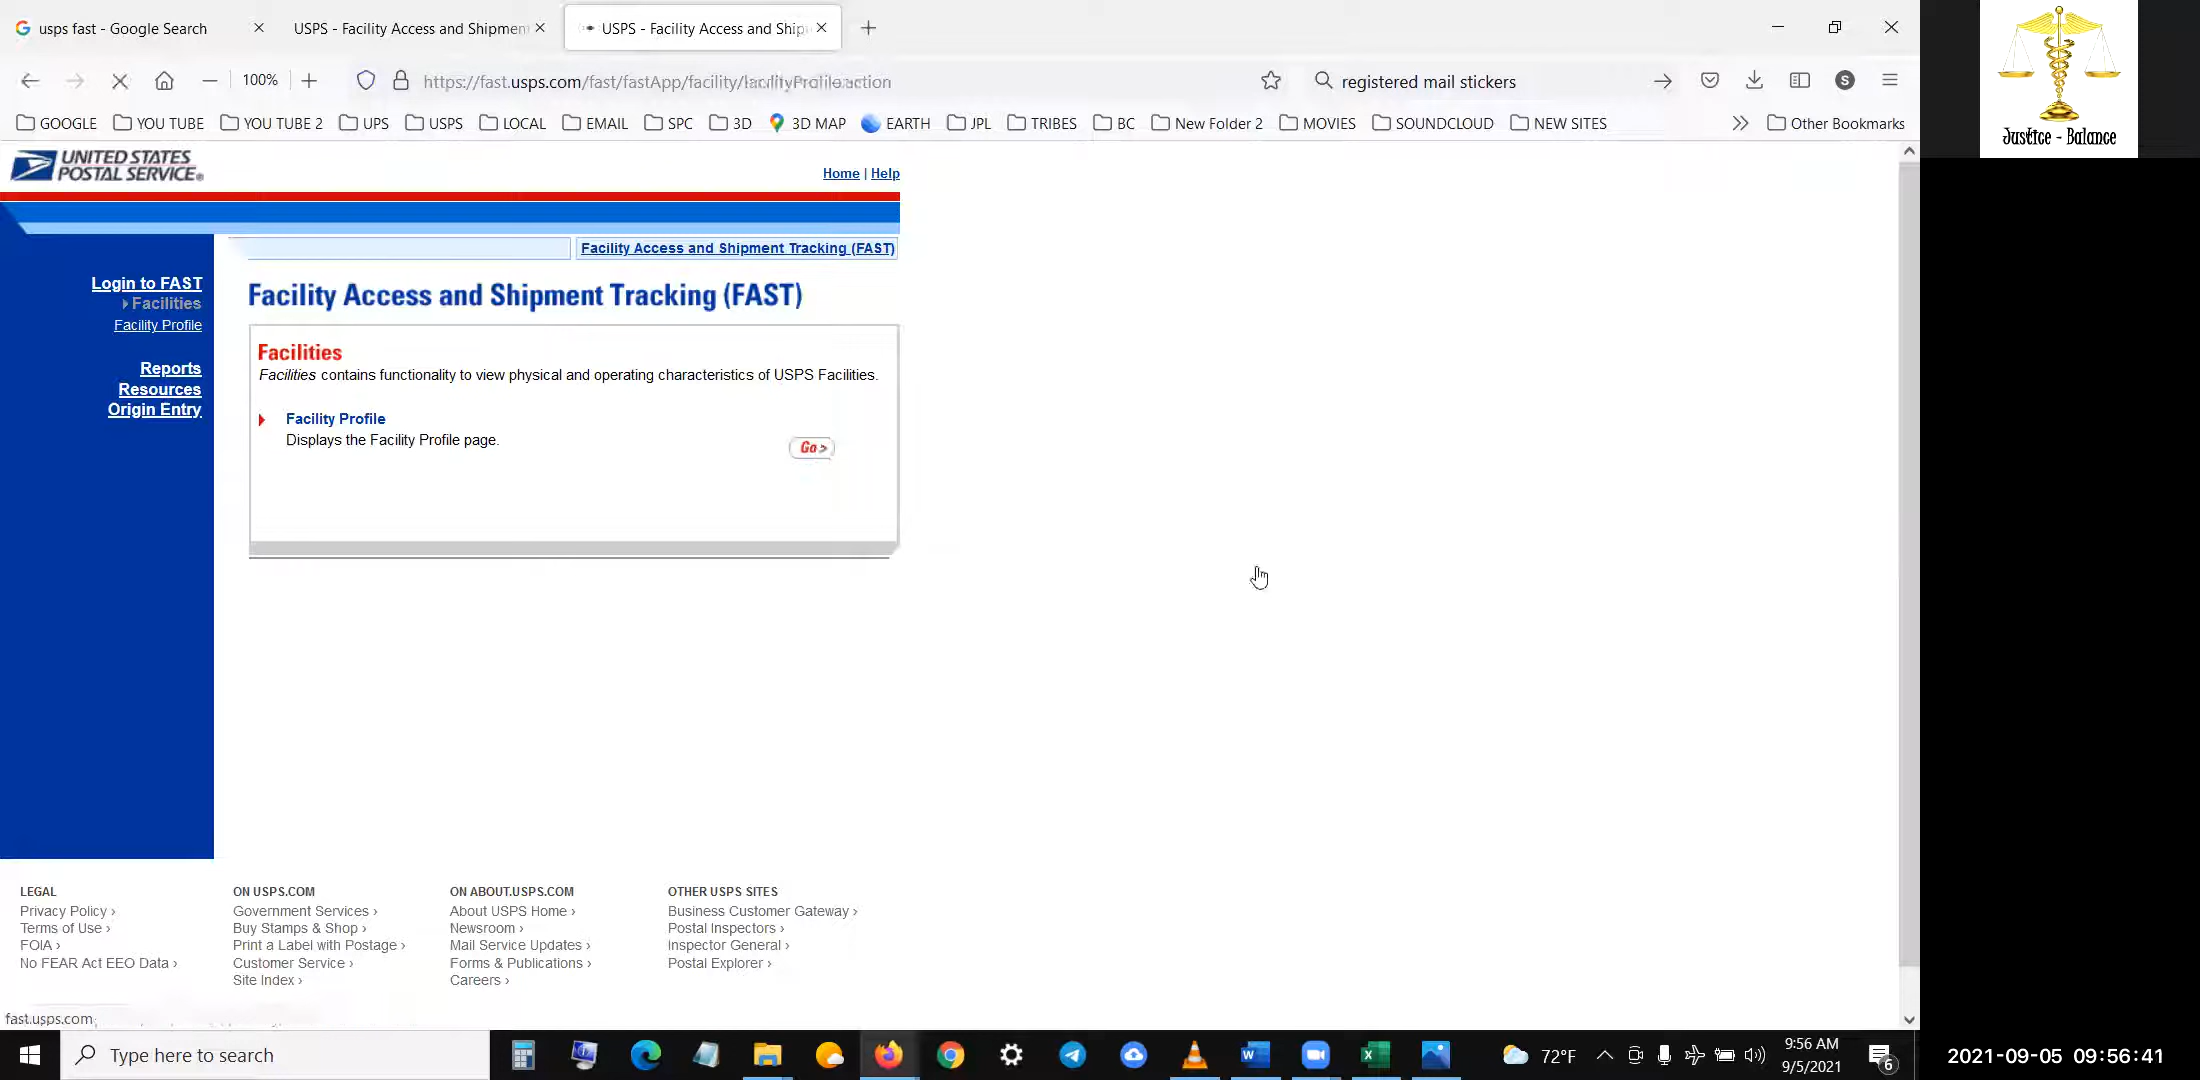 usps fast - Google Search
USPS - Facility Access and Shipmen
USPS - Facility Access and Ship
100%
https://fast.usps.com/fast/fastApp/facility/facilityProfile.action
registered mail stickers
GOOGLE
YOU TUBE
YOU TUBE 2
UPS
USPS
LOCAL
EMAIL
SPC
3D
3D MAP
EARTH
JPL
TRIBES
BC
New Folder 2
MOVIES
SOUNDCLOUD
NEW SITES
Other Bookmarks
Justice - Balance
UNITED STATES
POSTAL SERVICE®
Home | Help
Facility Access and Shipment Tracking (FAST)
Login to FAST
Facilities
Facility Profile
Reports
Resources
Origin Entry
Facility Access and Shipment Tracking (FAST)
Facilities
Facilities contains functionality to view physical and operating characteristics of USPS Facilities.
Facility Profile
Displays the Facility Profile page.
Go >
LEGAL
Privacy Policy ›
Terms of Use ›
FOIA ›
No FEAR Act EEO Data ›
ON USPS.COM
Government Services ›
Buy Stamps & Shop ›
Print a Label with Postage ›
Customer Service ›
Site Index ›
ON ABOUT.USPS.COM
About USPS Home ›
Newsroom ›
Mail Service Updates ›
Forms & Publications ›
Careers ›
OTHER USPS SITES
Business Customer Gateway ›
Postal Inspectors ›
Inspector General ›
Postal Explorer ›
fast.usps.com
Type here to search
72°F
9:56 AM
9/5/2021
6
2021-09-05 09:56:41